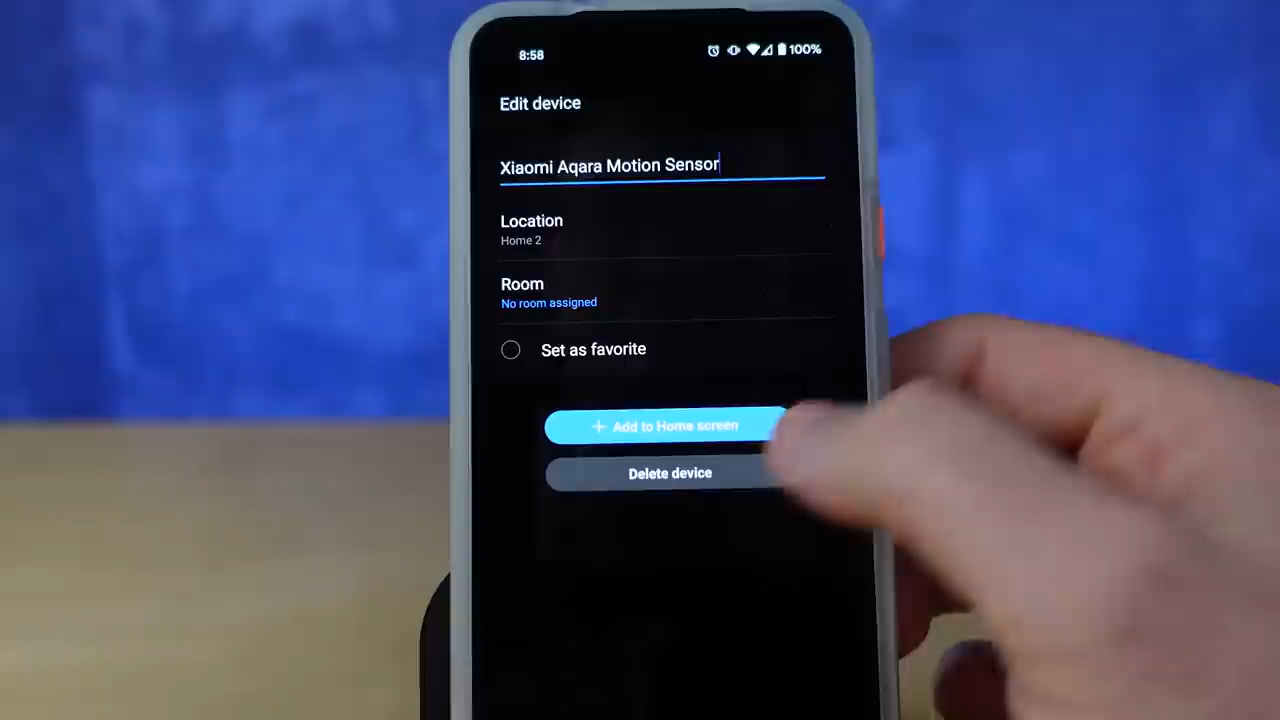 8:58
100%
Edit device
Xiaomi Aqara Motion Sensor
Location
Home 2
Room
No room assigned
Set as favorite
+ Add to Home screen
Delete device